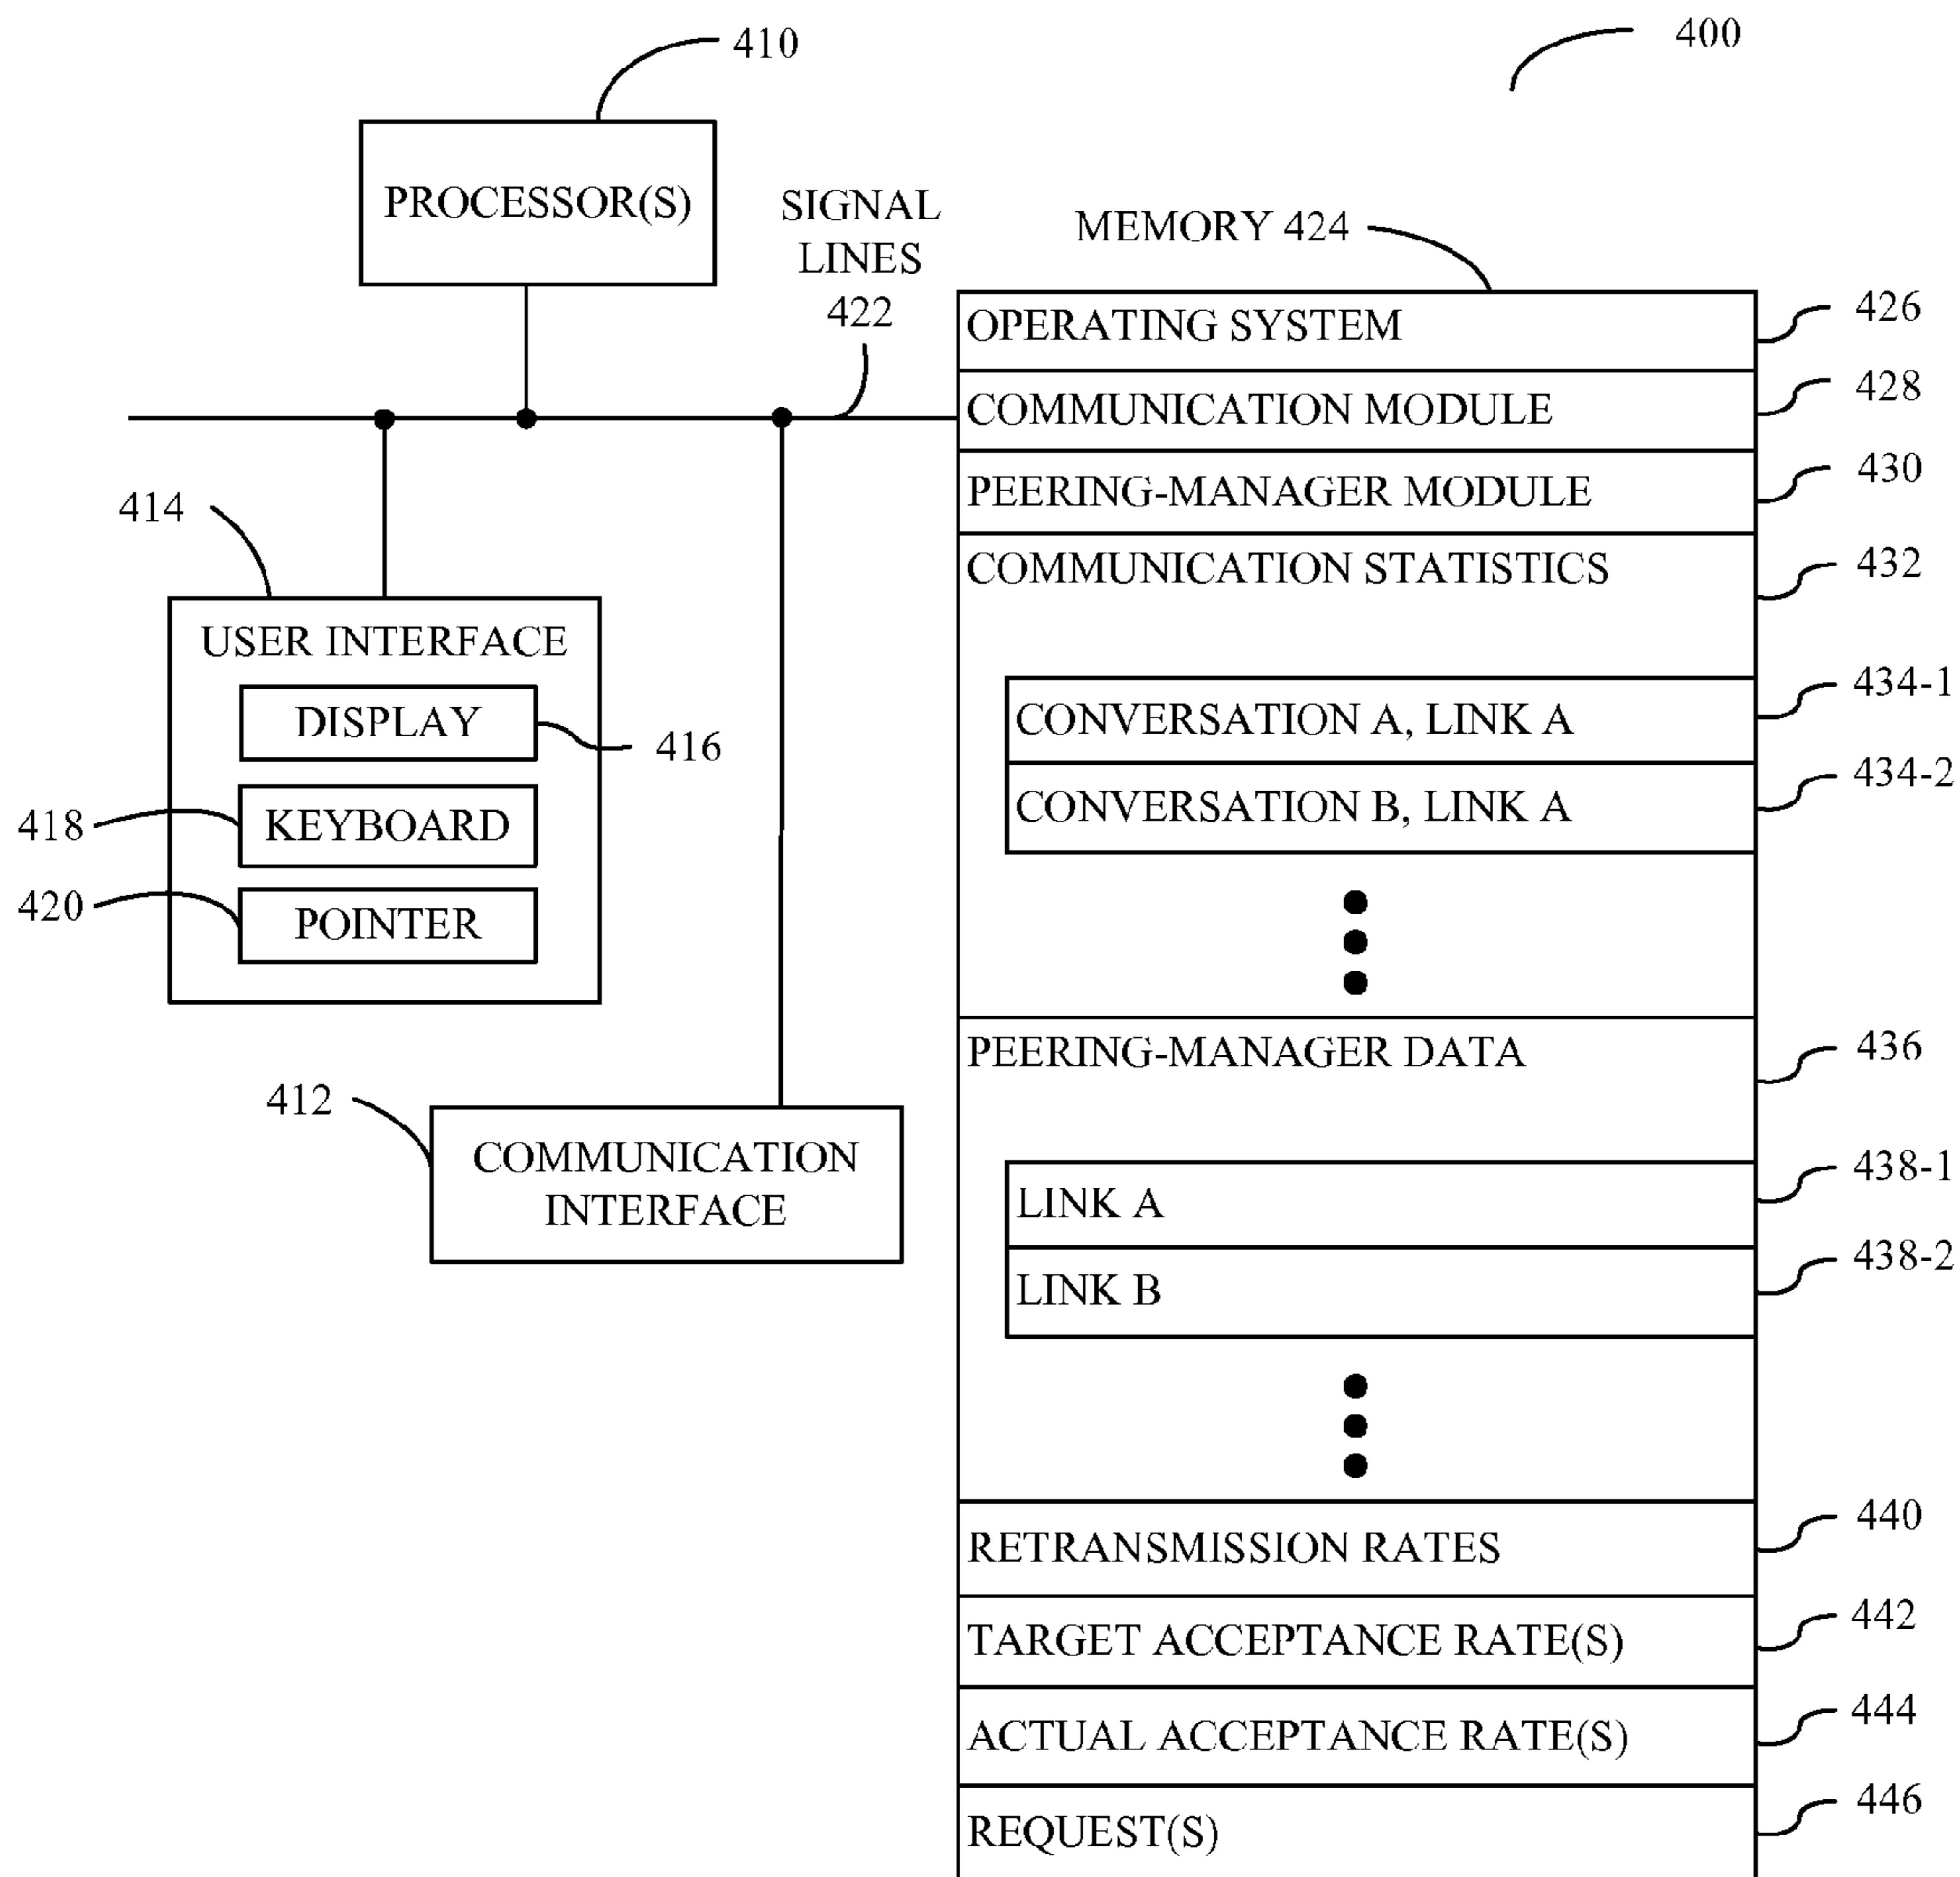 400
410
PROCESSOR(S)
SIGNAL
LINES
422
MEMORY 424
OPERATING SYSTEM
426
COMMUNICATION MODULE
428
PEERING-MANAGER MODULE
430
COMMUNICATION STATISTICS
432
CONVERSATION A, LINK A
434-1
CONVERSATION B, LINK A
434-2
PEERING-MANAGER DATA
436
LINK A
438-1
LINK B
438-2
RETRANSMISSION RATES
440
TARGET ACCEPTANCE RATE(S)
442
ACTUAL ACCEPTANCE RATE(S)
444
REQUEST(S)
446
414
USER INTERFACE
DISPLAY
416
418
KEYBOARD
420
POINTER
412
COMMUNICATION
INTERFACE